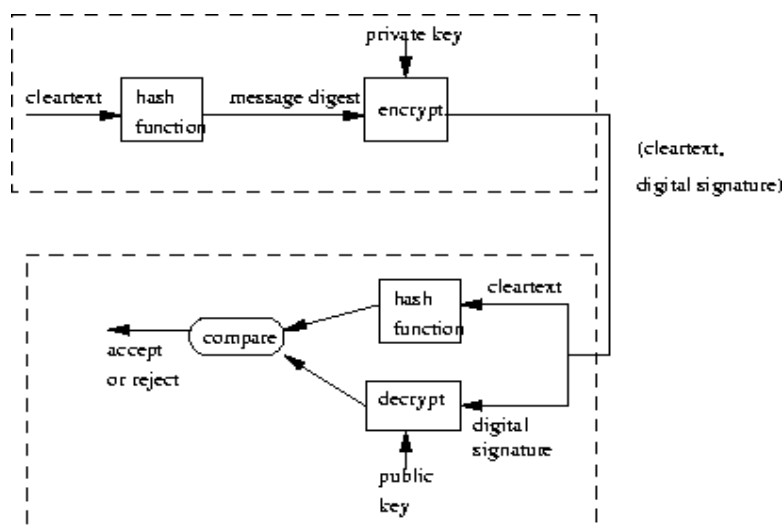 private key
cleartext
hash
function
message digest
encrypt
(cleartext,
digital signature)
cleartext
hash
function
compare
accept
or reject
decrypt
digital
signature
public
key